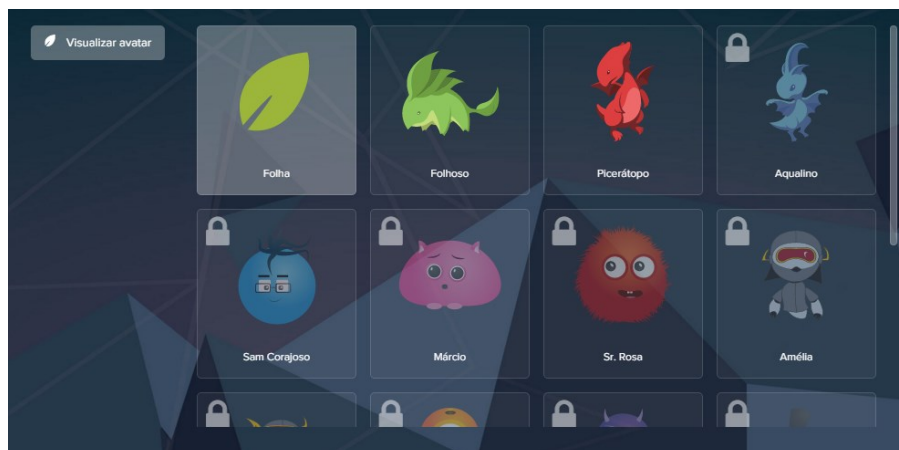 Visualizar avatar
Folha
Folhoso
Picerátopo
Aqualino
Sam Corajoso
Márcio
Sr. Rosa
Amélia